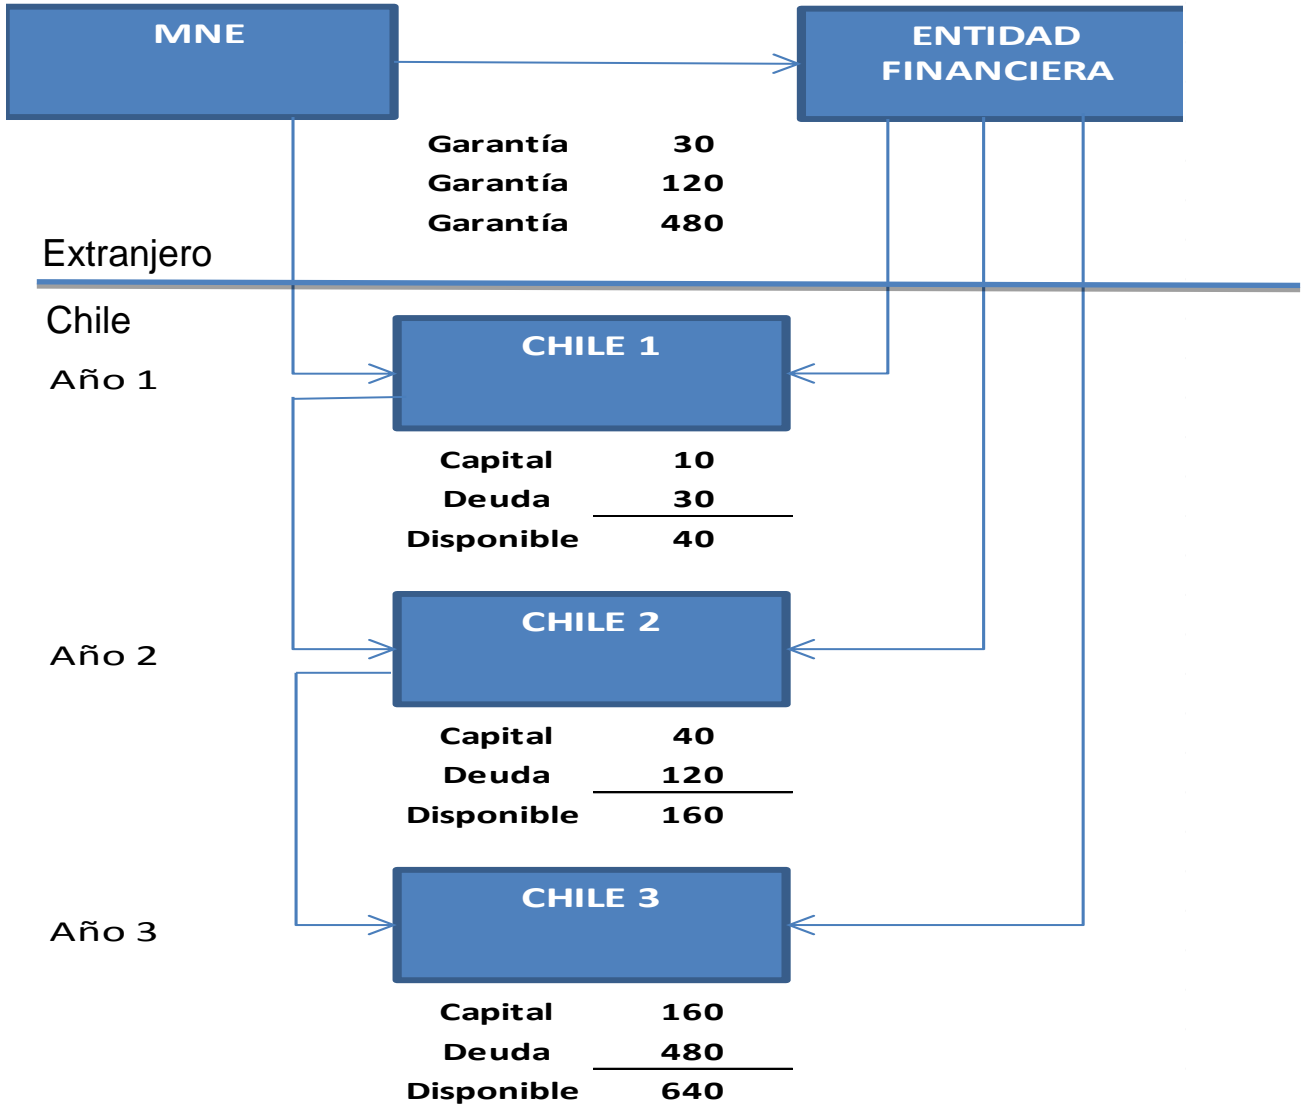 MNE
ENTIDAD
FINANCIERA
Garantía 30
Garantía 120
Garantía 480
Extranjero
Chile
Año 1
CHILE 1
Capital 10
Deuda 30
Disponible 40
Año 2
CHILE 2
Capital 40
Deuda 120
Disponible 160
Año 3
CHILE 3
Capital 160
Deuda 480
Disponible 640